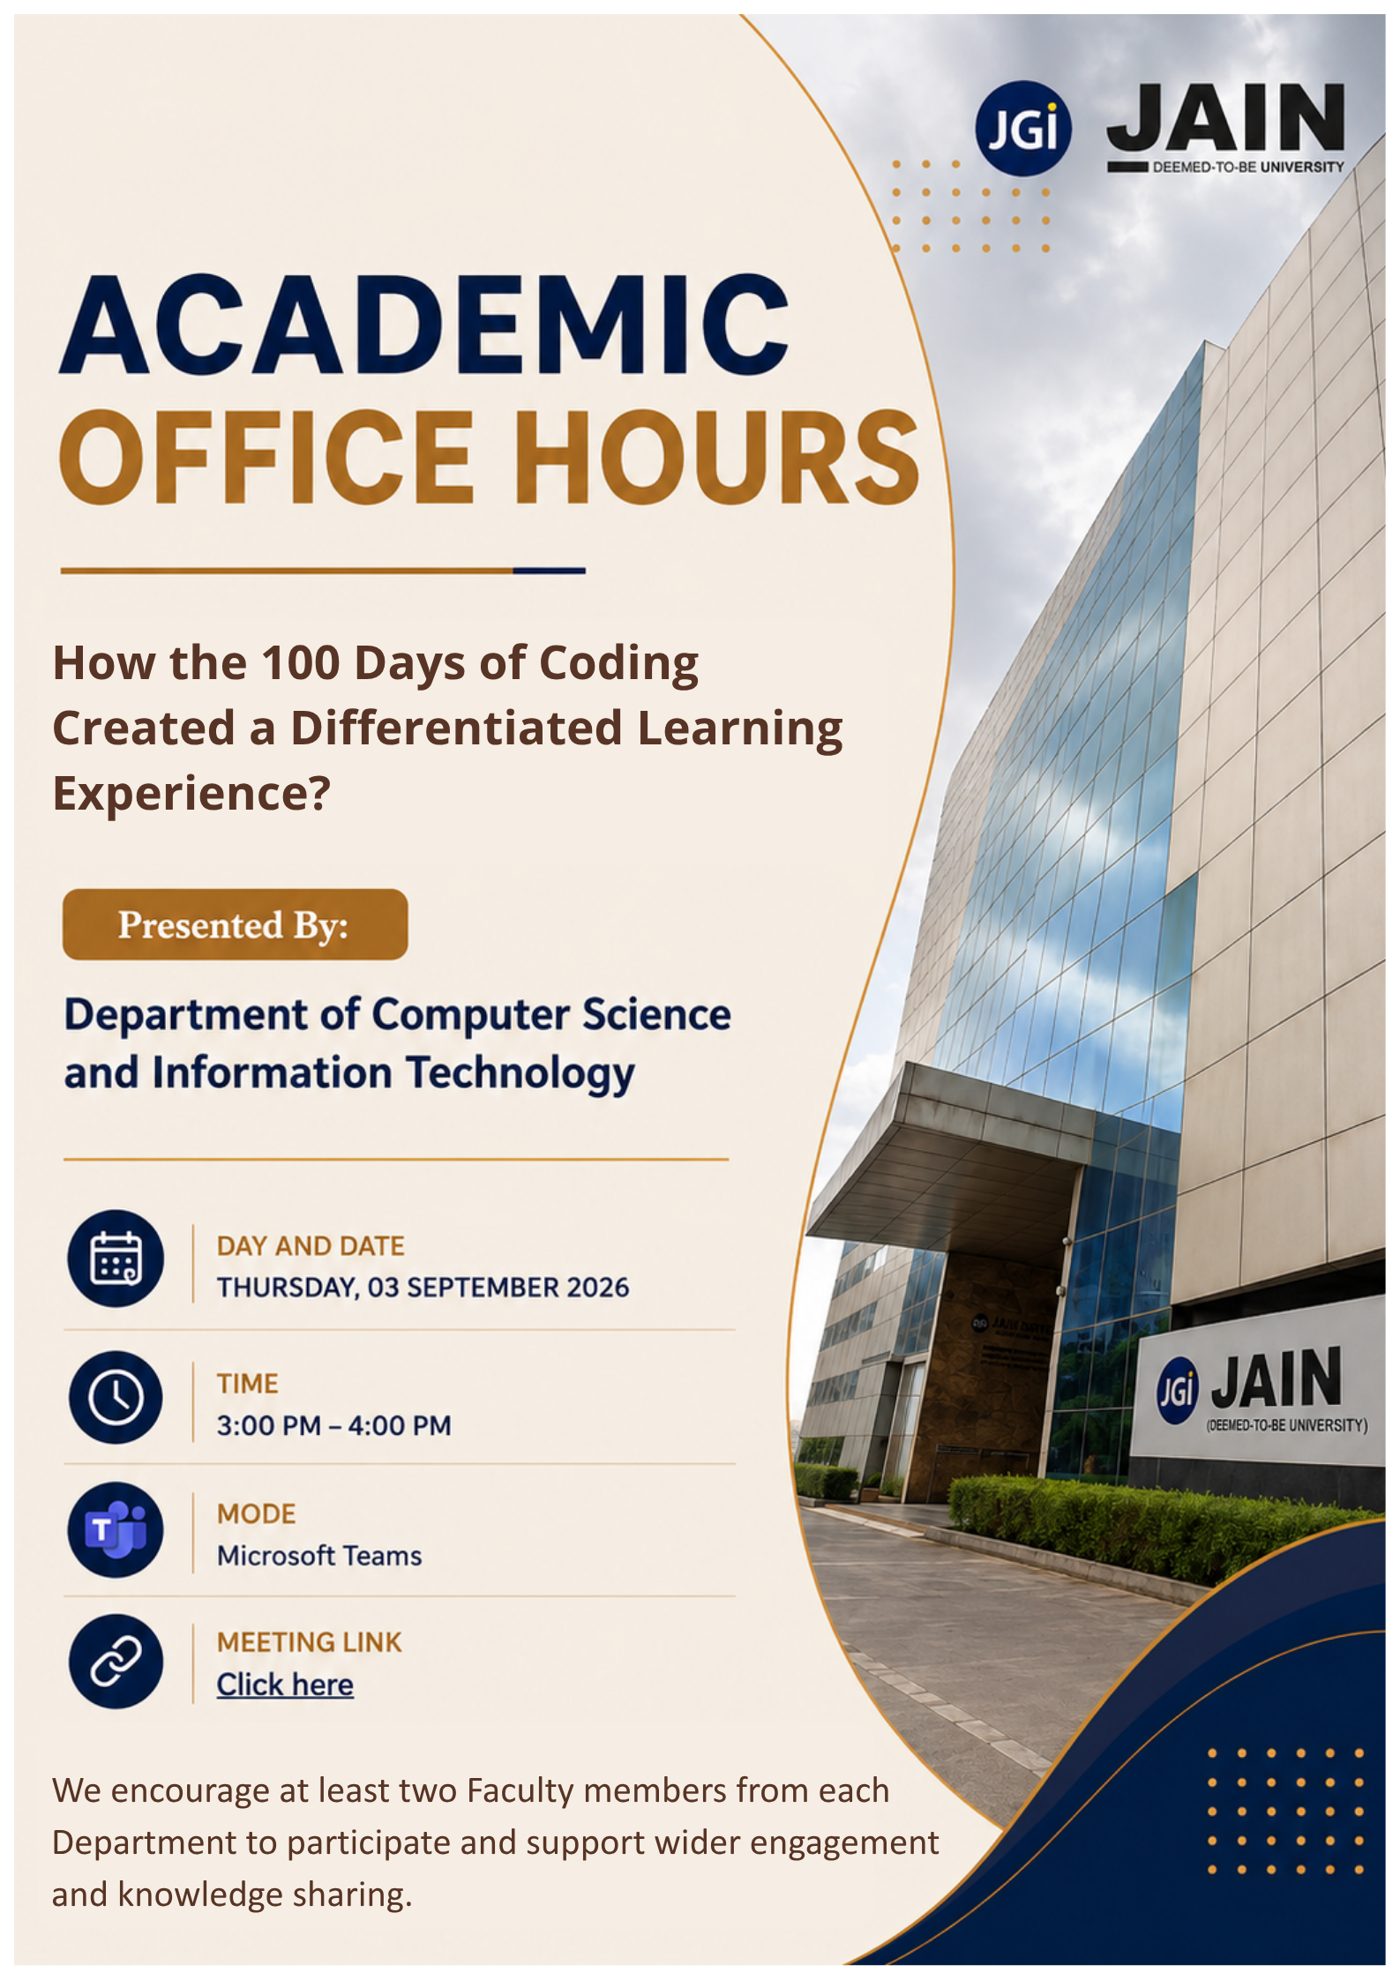 JGi JAIN
DEEMED-TO-BE UNIVERSITY
ACADEMIC
OFFICE HOURS
How the 100 Days of Coding
Created a Differentiated Learning
Experience?
Presented By:
Department of Computer Science
and Information Technology
DAY AND DATE
THURSDAY, 03 SEPTEMBER 2026
TIME
3:00 PM – 4:00 PM
T
MODE
Microsoft Teams
MEETING LINK
Click here
JGi JAIN
(DEEMED-TO-BE UNIVERSITY)
We encourage at least two Faculty members from each
Department to participate and support wider engagement
and knowledge sharing.